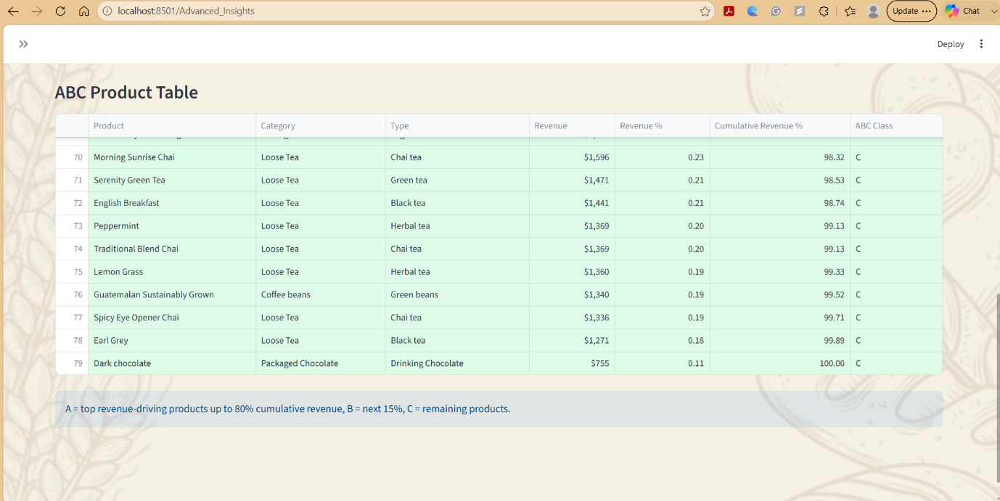 localhost:8501/Advanced_Insights
Update
Chat
Deploy
ABC Product Table
Product Category Type Revenue Revenue % Cumulative Revenue % ABC Class
70 Morning Sunrise Chai Loose Tea Chai tea $1,596 0.23 98.32 C
71 Serenity Green Tea Loose Tea Green tea $1,471 0.21 98.53 C
72 English Breakfast Loose Tea Black tea $1,441 0.21 98.74 C
73 Peppermint Loose Tea Herbal tea $1,369 0.20 99.13 C
74 Traditional Blend Chai Loose Tea Chai tea $1,369 0.20 99.13 C
75 Lemon Grass Loose Tea Herbal tea $1,360 0.19 99.33 C
76 Guatemalan Sustainably Grown Coffee beans Green beans $1,340 0.19 99.52 C
77 Spicy Eye Opener Chai Loose Tea Chai tea $1,336 0.19 99.71 C
78 Earl Grey Loose Tea Black tea $1,271 0.18 99.89 C
79 Dark chocolate Packaged Chocolate Drinking Chocolate $755 0.11 100.00 C
A = top revenue-driving products up to 80% cumulative revenue, B = next 15%, C = remaining products.